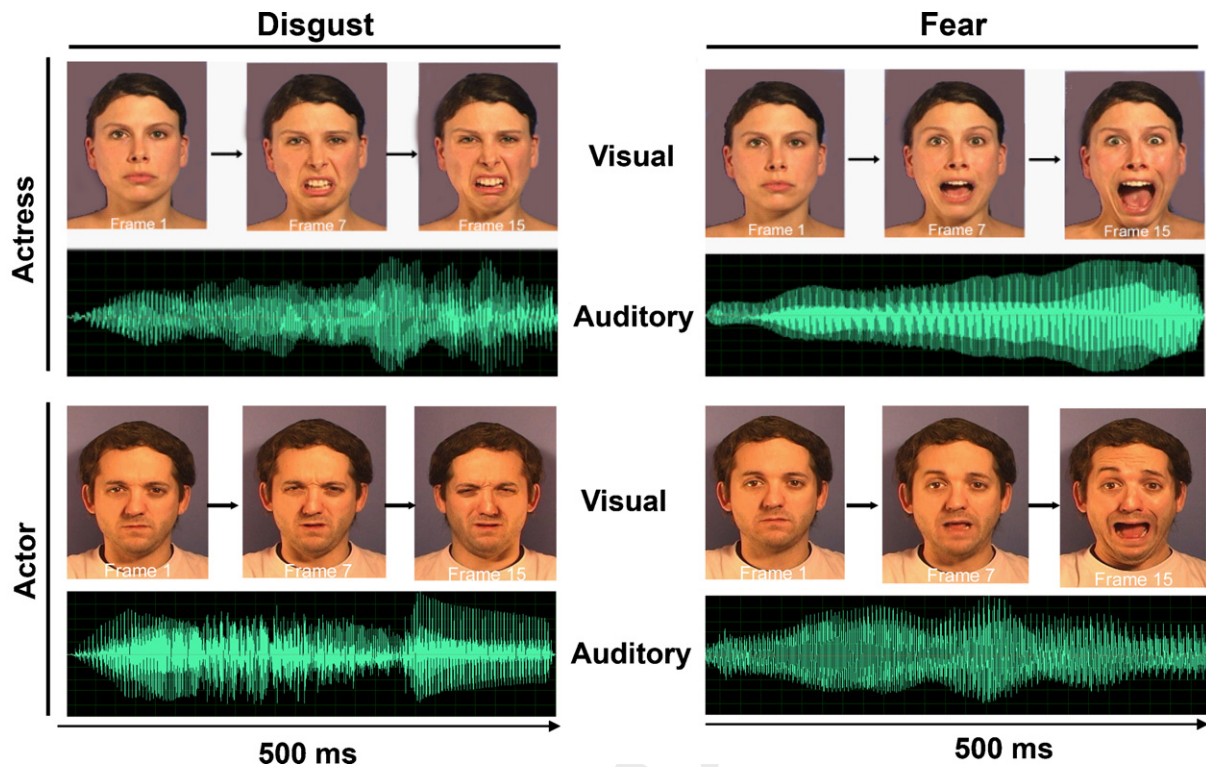 Disgust
Fear
Actress
Visual
Frame 1
Frame 7
Frame 15
Frame 1
Frame 7
Frame 15
Auditory
Actor
Visual
Frame 1
Frame 7
Frame 15
Frame 1
Frame 7
Frame 15
Auditory
500 ms
500 ms